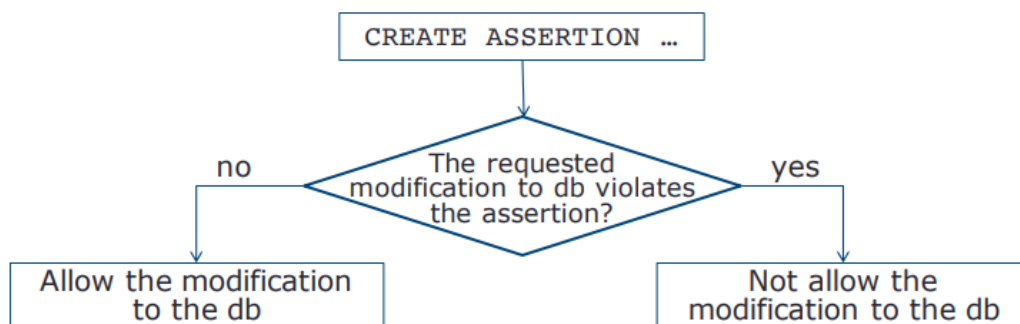 CREATE ASSERTION …
no
The requested
modification to db violates
the assertion?
yes
Allow the modification
to the db
Not allow the
modification to the db